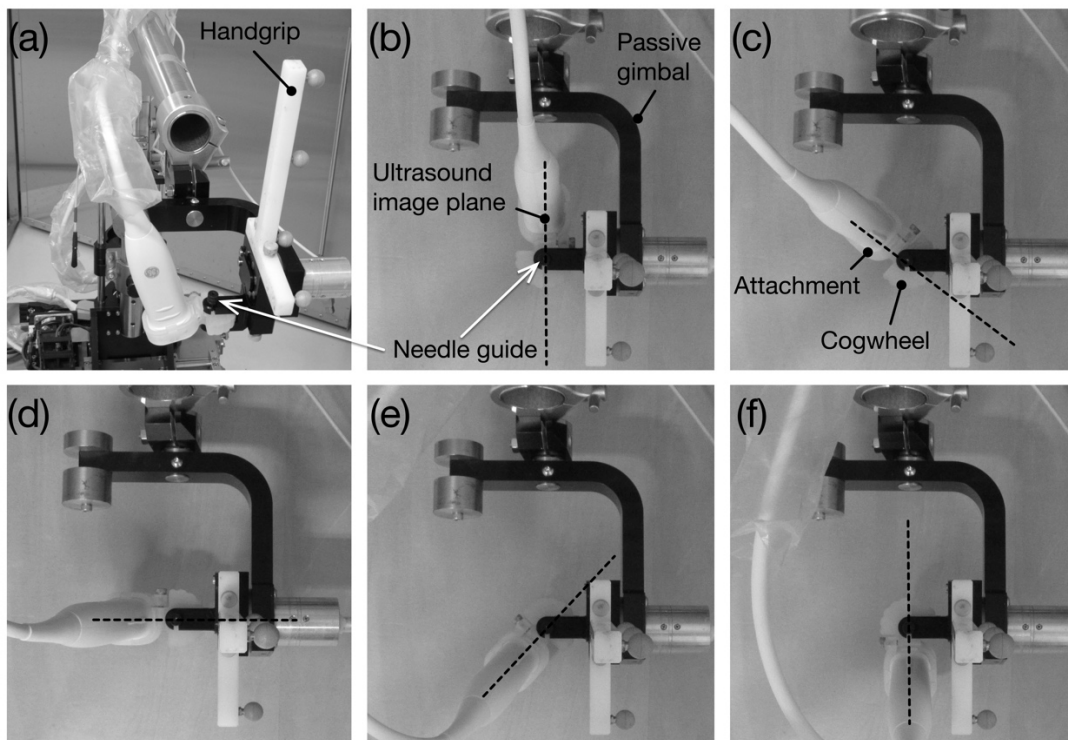 (a)
Handgrip
Needle guide
(b)
Passive
gimbal
Ultrasound
image plane
(c)
Attachment
Cogwheel
(d)
(e)
(f)